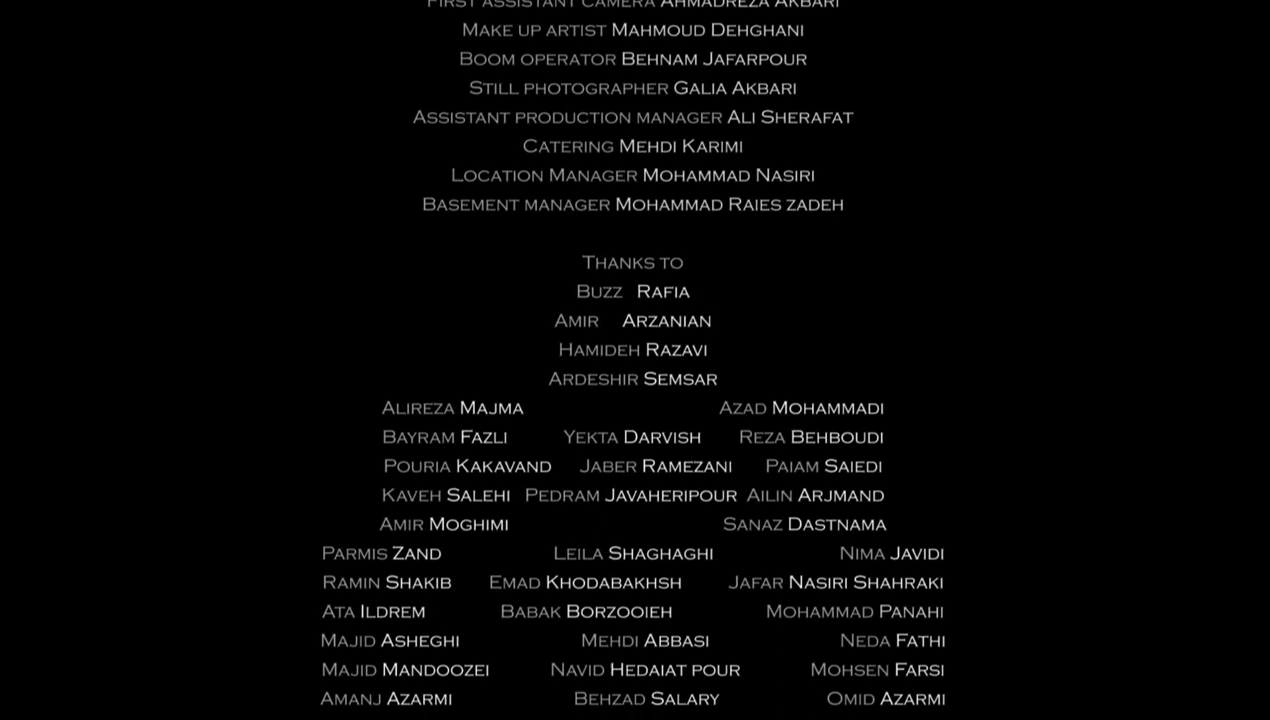 First assistant camera Ahmadreza Akbari
Make up artist Mahmoud Dehghani
Boom operator Behnam Jafarpour
Still photographer Galia Akbari
Assistant production manager Ali Sherafat
Catering Mehdi Karimi
Location Manager Mohammad Nasiri
Basement manager Mohammad Raies zadeh
Thanks to
Buzz Rafia
Amir Arzanian
Hamideh Razavi
Ardeshir Semsar
Alireza Majma Azad Mohammadi
Bayram Fazli Yekta Darvish Reza Behboudi
Pouria Kakavand Jaber Ramezani Paiam Saiedi
Kaveh Salehi Pedram Javaheripour Ailin Arjmand
Amir Moghimi Sanaz Dastnama
Parmis Zand Leila Shaghaghi Nima Javidi
Ramin Shakib Emad Khodabakhsh Jafar Nasiri Shahraki
Ata Ildrem Babak Borzooieh Mohammad Panahi
Majid Asheghi Mehdi Abbasi Neda Fathi
Majid Mandoozei Navid Hedaiat pour Mohsen Farsi
Amanj Azarmi Behzad Salary Omid Azarmi